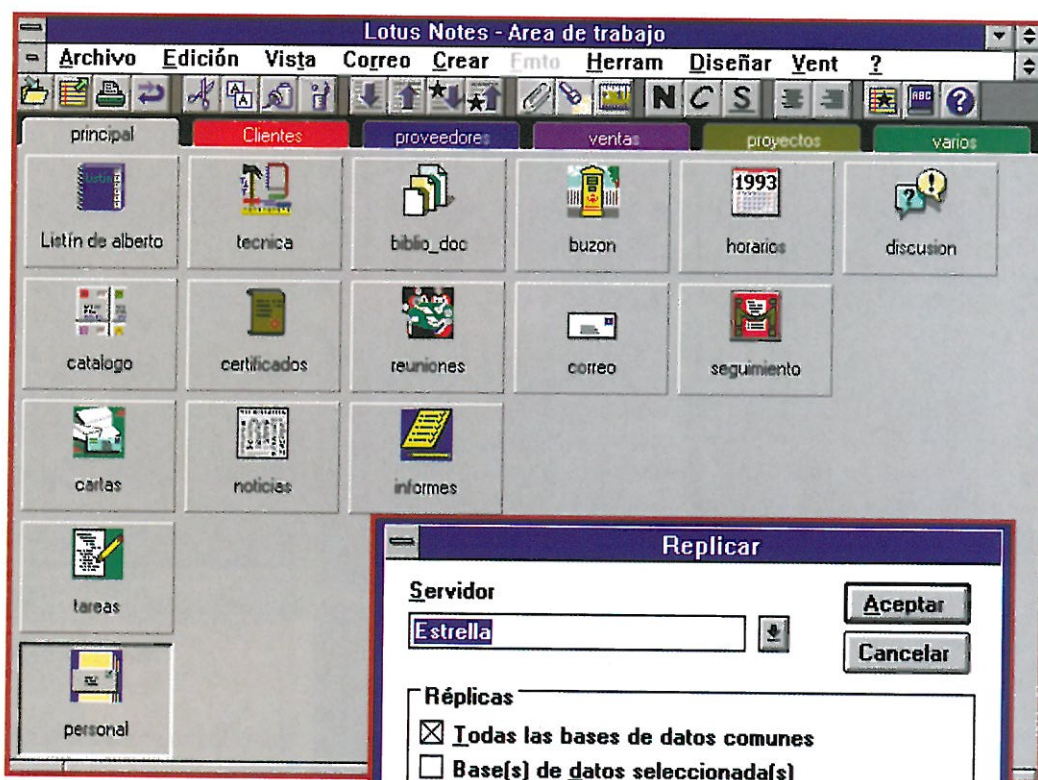 Lotus Notes - Area de trabajo
Archivo Edición Vista Correo Crear Fmto Herram Diseñar Vent ?
N C S ABC ?
principal Clientes proveedores ventas proyectos varios
Listín
1993
? !
Listín de alberto tecnica biblio_doc buzon horarios discusion
catalogo certificados reuniones correo seguimiento
cartas noticias informes
tareas
personal
Replicar
Servidor
Aceptar
Estrella
Cancelar
Réplicas
Todas las bases de datos comunes
Base(s) de datos seleccionada(s)